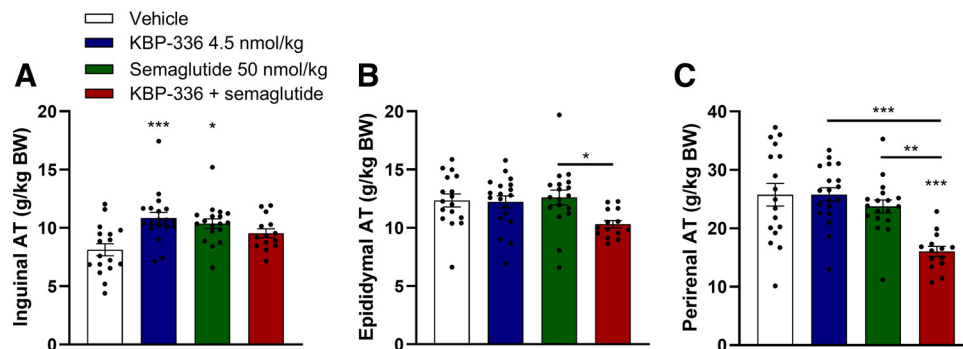 Vehicle
KBP-336 4.5 nmol/kg
Semaglutide 50 nmol/kg
KBP-336 + semaglutide
A
Inguinal AT (g/kg BW)
20
15
10
5
0
***
*
B
Epididymal AT (g/kg BW)
20
15
10
5
0
*
C
Perirenal AT (g/kg BW)
40
30
20
10
0
***
**
***